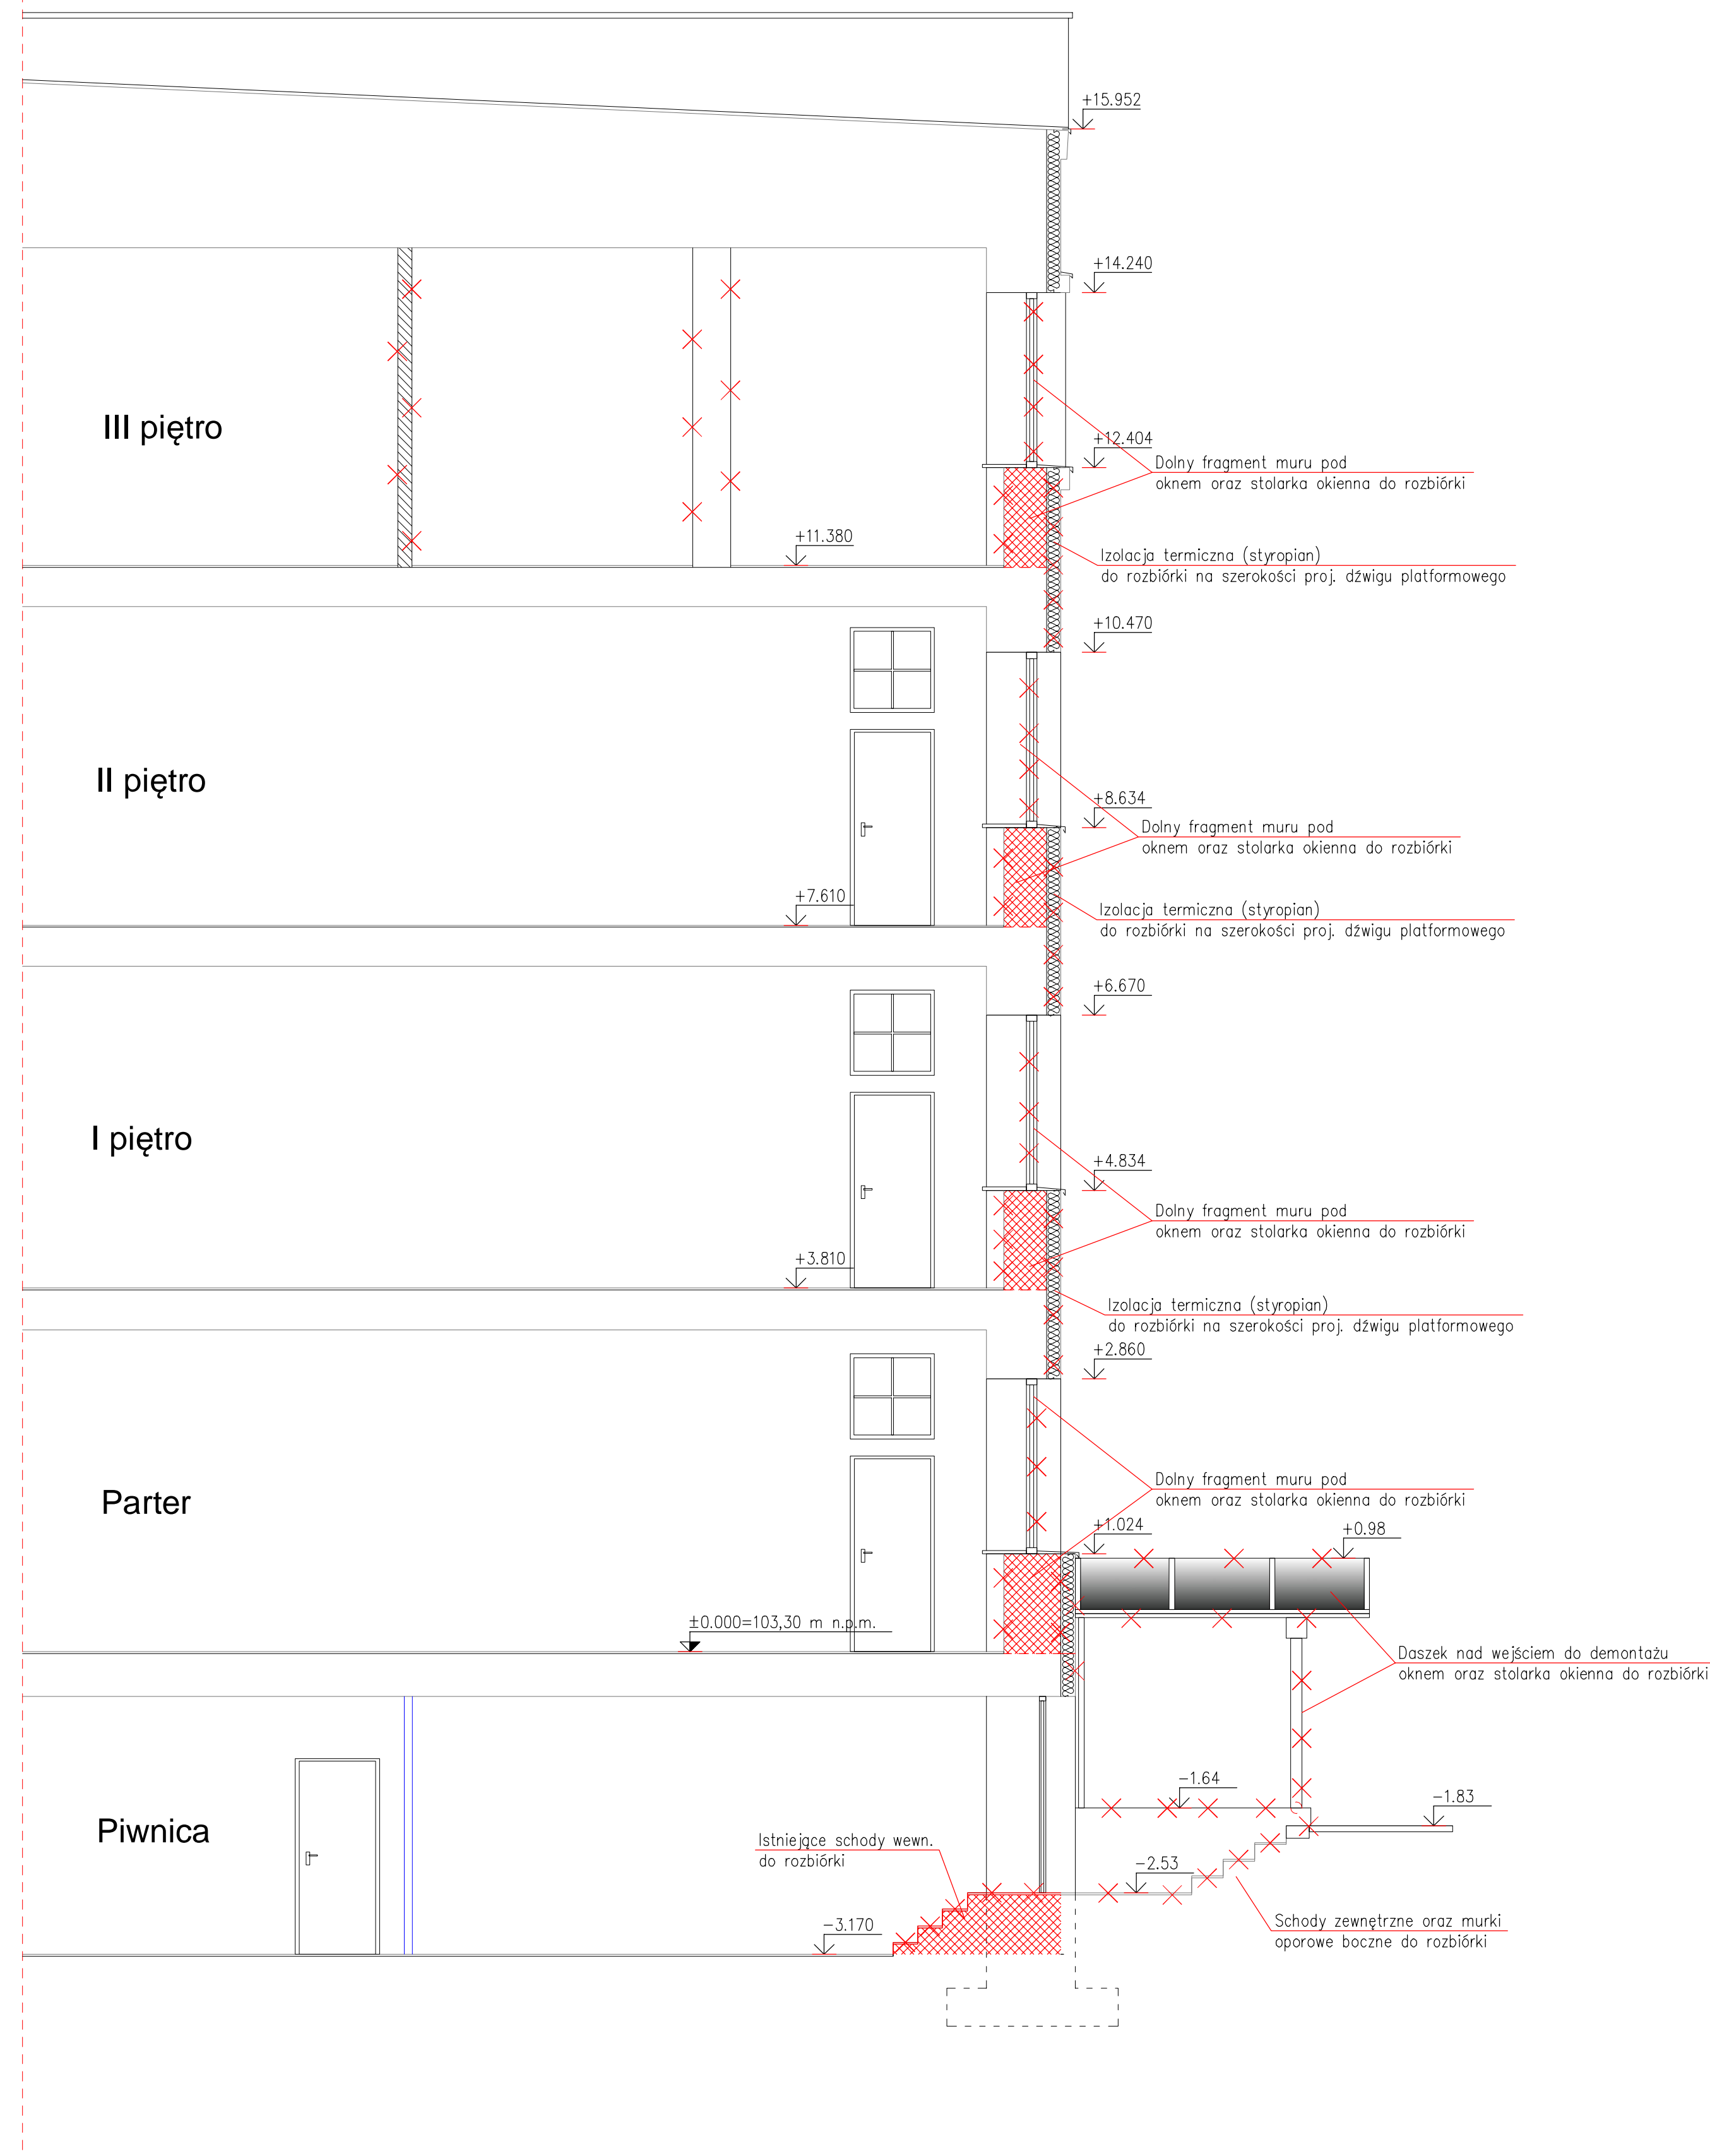 +15.952
+14.240
III piętro
+12.404
Dolny fragment muru pod
oknem oraz stolarka okienna do rozbiórki
+11.380
Izolacja termiczna (styropian)
do rozbiórki na szerokości proj. dźwigu platformowego
+10.470
II piętro
+8.634
Dolny fragment muru pod
oknem oraz stolarka okienna do rozbiórki
+7.610
Izolacja termiczna (styropian)
do rozbiórki na szerokości proj. dźwigu platformowego
+6.670
I piętro
+4.834
Dolny fragment muru pod
oknem oraz stolarka okienna do rozbiórki
+3.810
Izolacja termiczna (styropian)
do rozbiórki na szerokości proj. dźwigu platformowego
+2.860
Parter
Dolny fragment muru pod
oknem oraz stolarka okienna do rozbiórki
+1.024
+0.98
±0.000=103,30 m n.p.m.
Daszek nad wejściem do demontażu
oknem oraz stolarka okienna do rozbiórki
-1.64
-1.83
Piwnica
Istniejące schody wewn.
do rozbiórki
-2.53
-3.170
Schody zewnętrzne oraz murki
oporowe boczne do rozbiórki